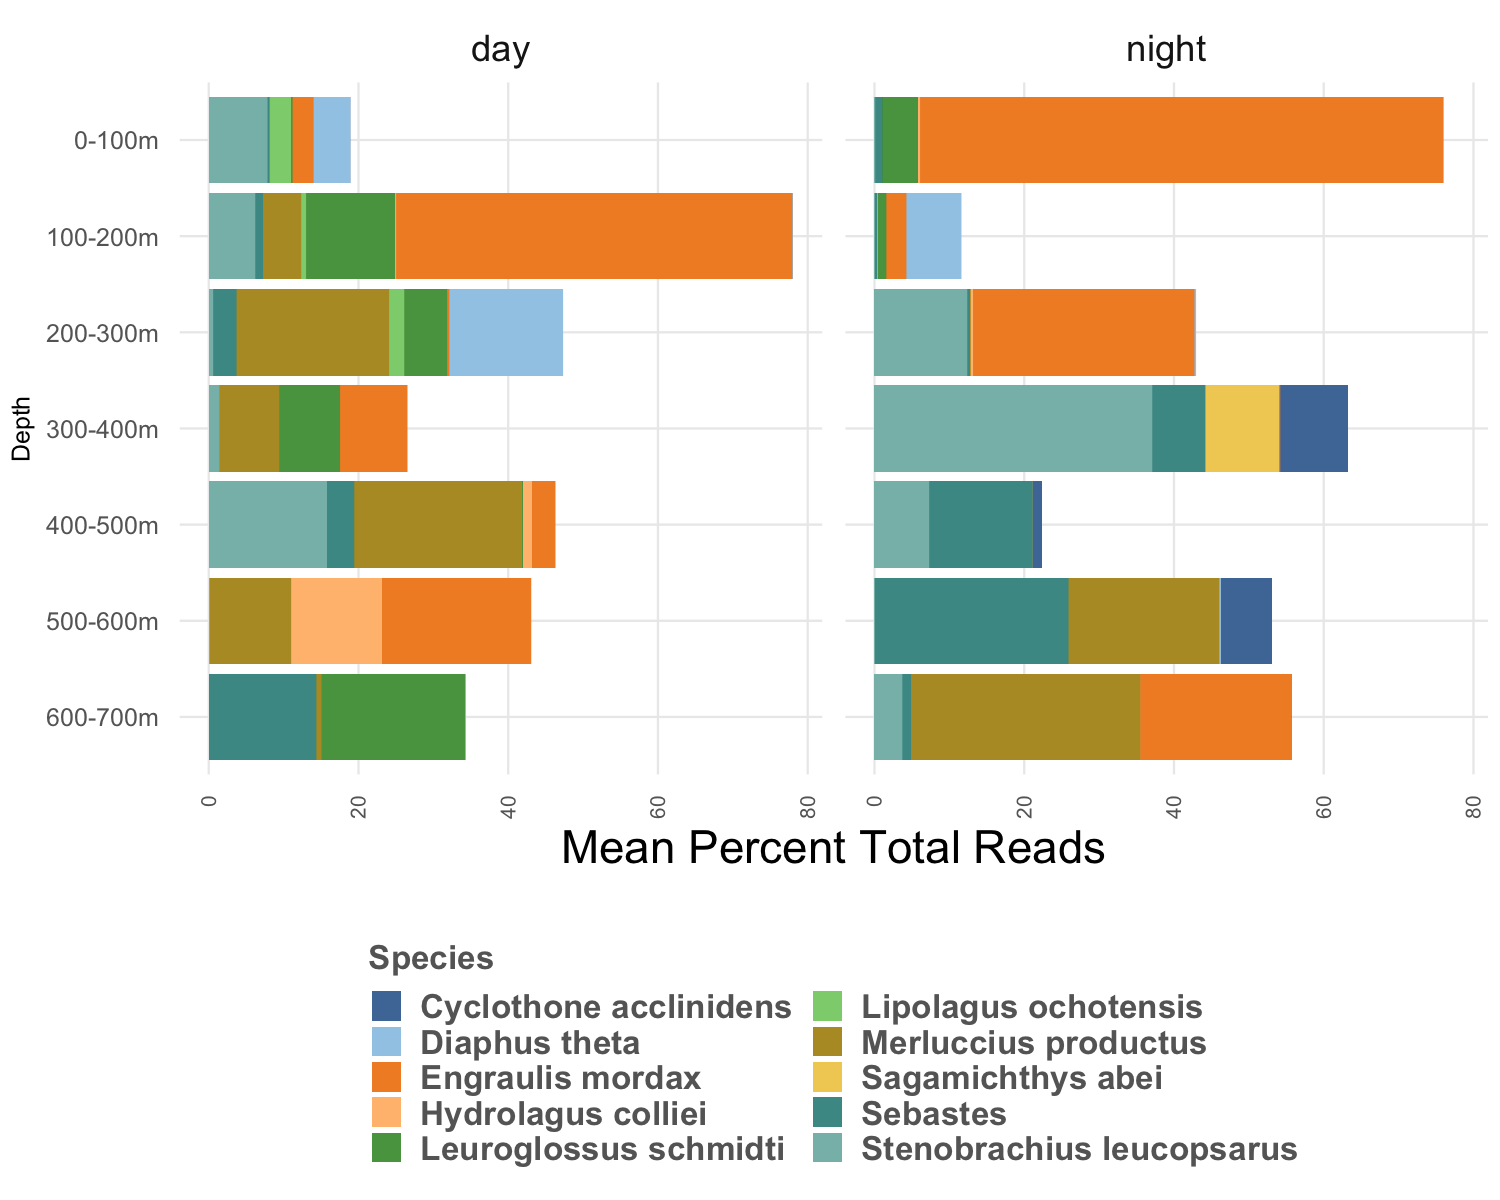 day
night
0-100m
100-200m
200-300m
300-400m
400-500m
500-600m
600-700m
Depth
0 20 40 60 80
0 20 40 60 80
Mean Percent Total Reads
Species
Cyclothone acclinidens
Diaphus theta
Engraulis mordax
Hydrolagus colliei
Leuroglossus schmidti
Lipolagus ochotensis
Merluccius productus
Sagamichthys abei
Sebastes
Stenobrachius leucopsarus